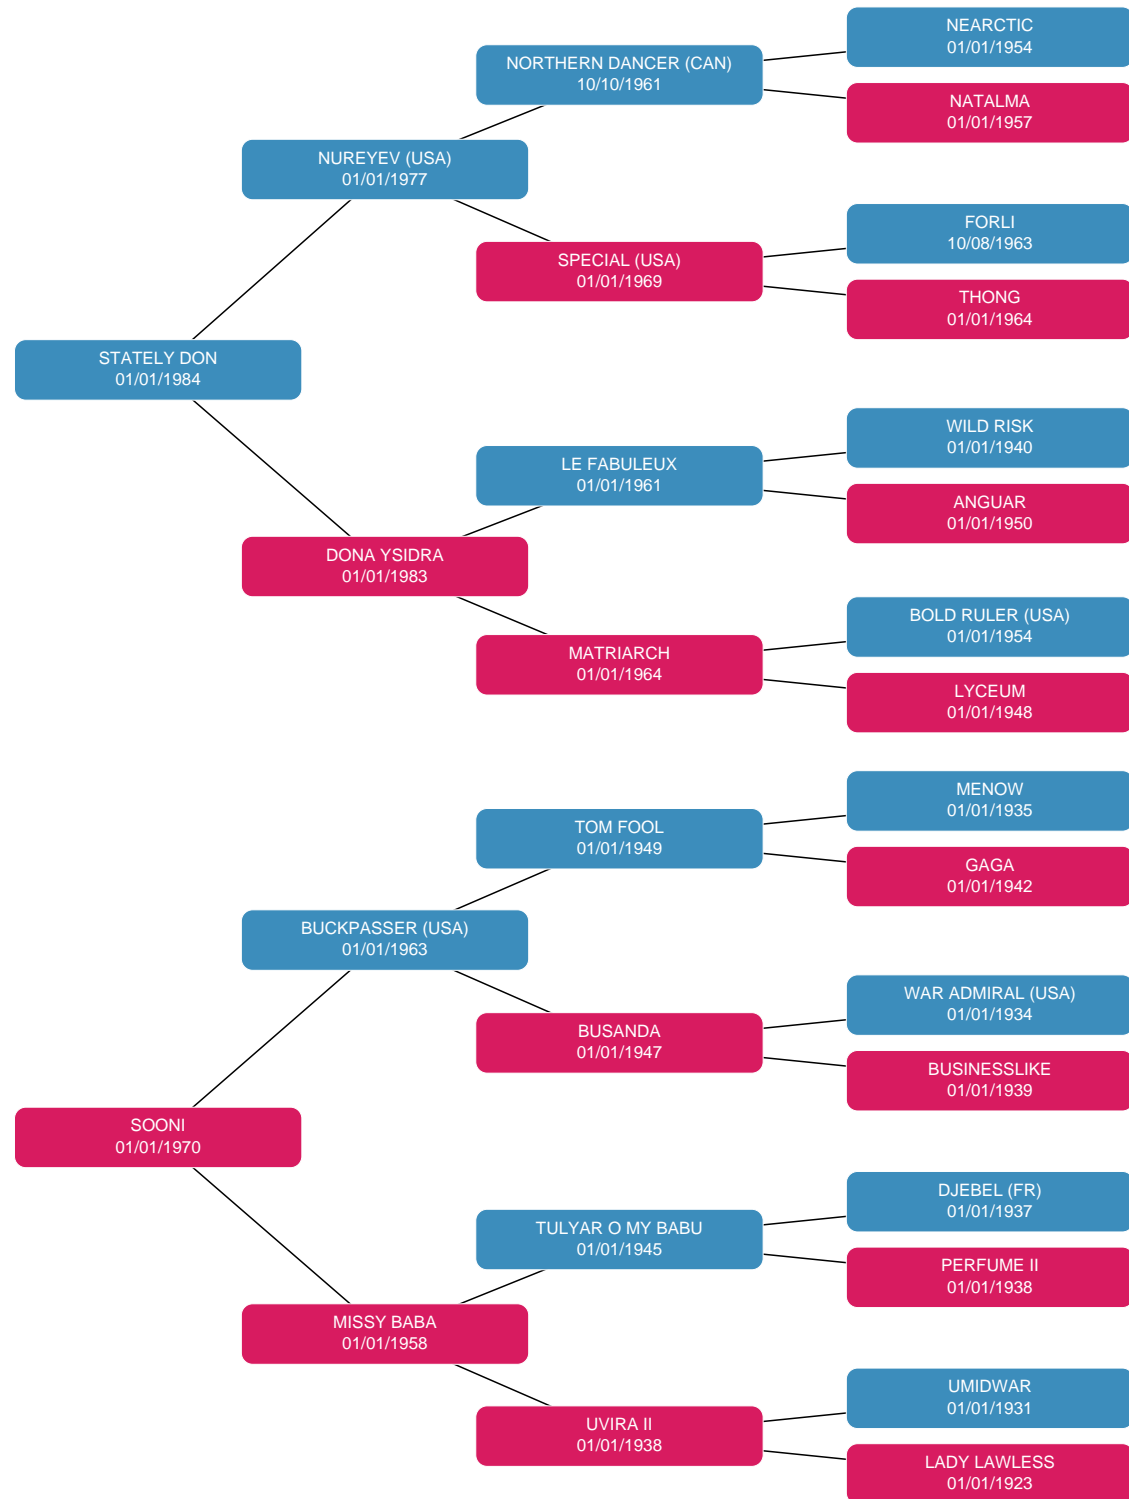 NEARCTIC
01/01/1954
NORTHERN DANCER (CAN)
10/10/1961
NATALMA
01/01/1957
NUREYEV (USA)
01/01/1977
FORLI
10/08/1963
SPECIAL (USA)
01/01/1969
THONG
01/01/1964
STATELY DON
01/01/1984
WILD RISK
01/01/1940
LE FABULEUX
01/01/1961
ANGUAR
01/01/1950
DONA YSIDRA
01/01/1983
BOLD RULER (USA)
01/01/1954
MATRIARCH
01/01/1964
LYCEUM
01/01/1948
MENOW
01/01/1935
TOM FOOL
01/01/1949
GAGA
01/01/1942
BUCKPASSER (USA)
01/01/1963
WAR ADMIRAL (USA)
01/01/1934
BUSANDA
01/01/1947
BUSINESSLIKE
01/01/1939
SOONI
01/01/1970
DJEBEL (FR)
01/01/1937
TULYAR O MY BABU
01/01/1945
PERFUME II
01/01/1938
MISSY BABA
01/01/1958
UMIDWAR
01/01/1931
UVIRA II
01/01/1938
LADY LAWLESS
01/01/1923